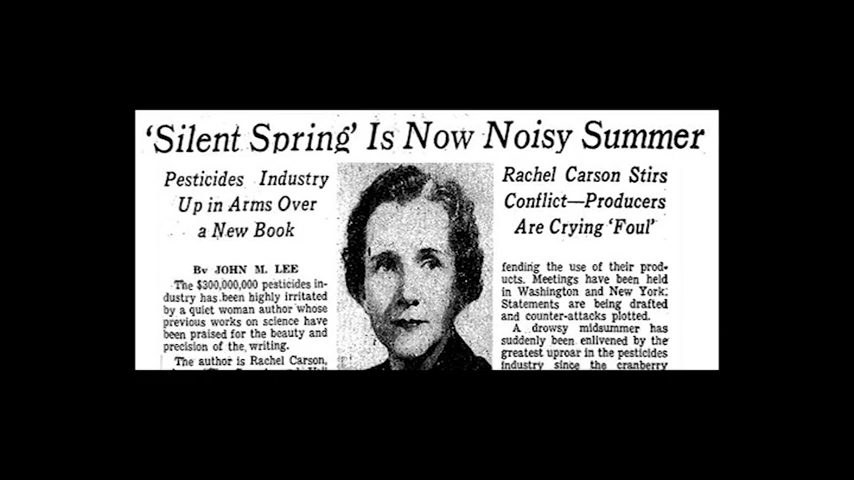 'Silent Spring' Is Now Noisy Summer
Pesticides Industry
Up in Arms Over
a New Book
Rachel Carson Stirs
Conflict—Producers
Are Crying 'Foul'
By JOHN M. LEE
The $300,000,000 pesticides in-
dustry has been highly irritated
by a quiet woman author whose
previous works on science have
been praised for the beauty and
precision of the writing.
The author is Rachel Carson,
fending the use of their prod-
ucts. Meetings have been held
in Washington and New York.
Statements are being drafted
and counter-attacks plotted.
A drowsy midsummer has
suddenly been enlivened by the
greatest uproar in the pesticides
industry since the cranberry